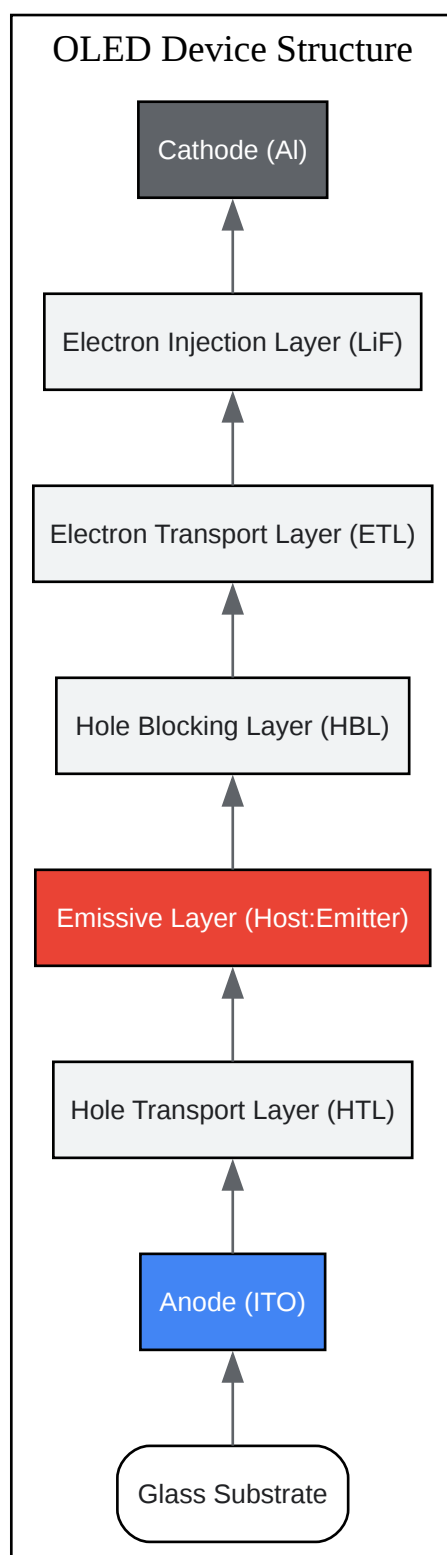 OLED Device Structure
Cathode (Al)
Electron Injection Layer (LiF)
Electron Transport Layer (ETL)
Hole Blocking Layer (HBL)
Emissive Layer (Host:Emitter)
Hole Transport Layer (HTL)
Anode (ITO)
Glass Substrate